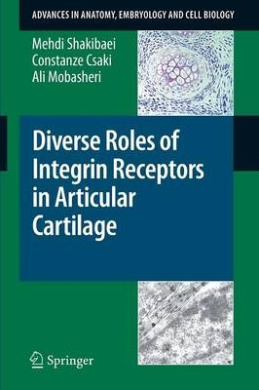 ADVANCES IN ANATOMY, EMBRYOLOGY AND CELL BIOLOGY
Mehdi Shakibaei
Constanze Csaki
Ali Mobasheri
Diverse Roles of
Integrin Receptors
in Articular
Cartilage
Springer